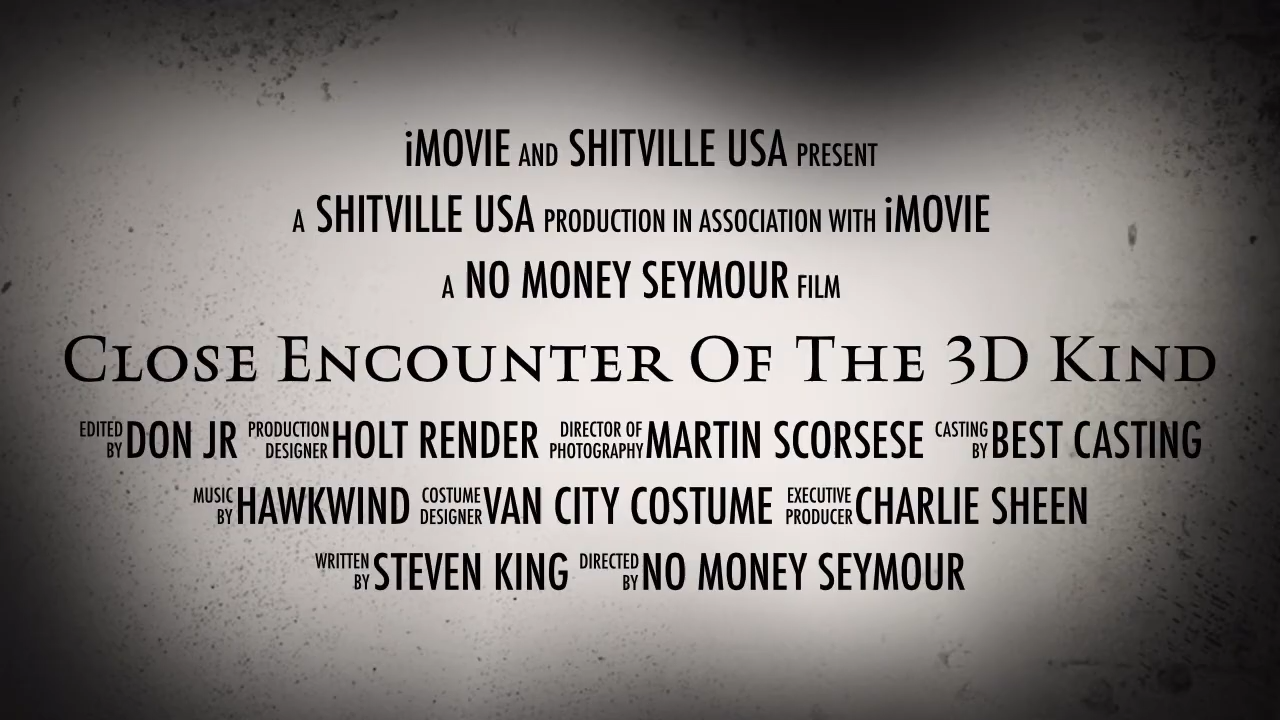 iMOVIE AND SHITVILLE USA PRESENT
A SHITVILLE USA PRODUCTION IN ASSOCIATION WITH iMOVIE
A NO MONEY SEYMOUR FILM
CLOSE ENCOUNTER OF THE 3D KIND
EDITED BY DON JR PRODUCTION DESIGNER HOLT RENDER DIRECTOR OF PHOTOGRAPHY MARTIN SCORSESE CASTING BY BEST CASTING
MUSIC BY HAWKWIND COSTUME DESIGNER VAN CITY COSTUME EXECUTIVE PRODUCER CHARLIE SHEEN
WRITTEN BY STEVEN KING DIRECTED BY NO MONEY SEYMOUR